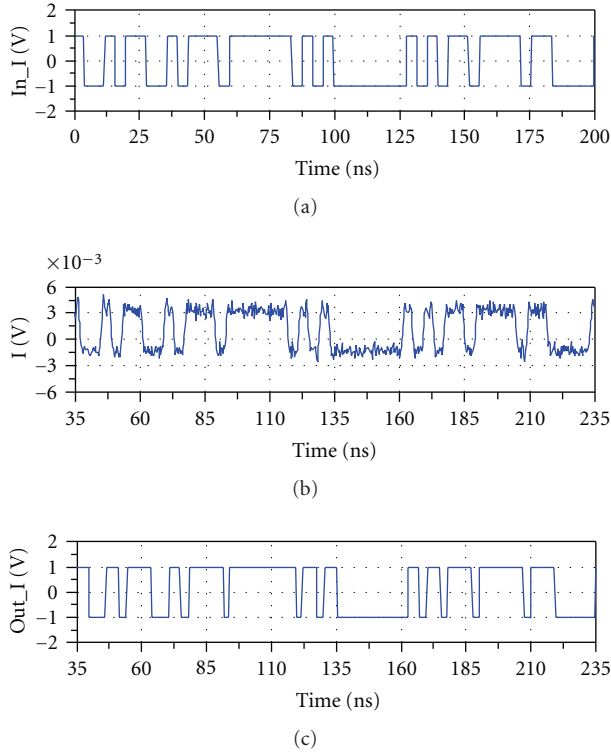 2
1
0
−1
−2
In_I (V)
0 25 50 75 100 125 150 175 200
Time (ns)
(a)
×10−3
6
3
0
−3
−6
I (V)
35 60 85 110 135 160 185 210 235
Time (ns)
(b)
2
1
0
−1
−2
Out_I (V)
35 60 85 110 135 160 185 210 235
Time (ns)
(c)